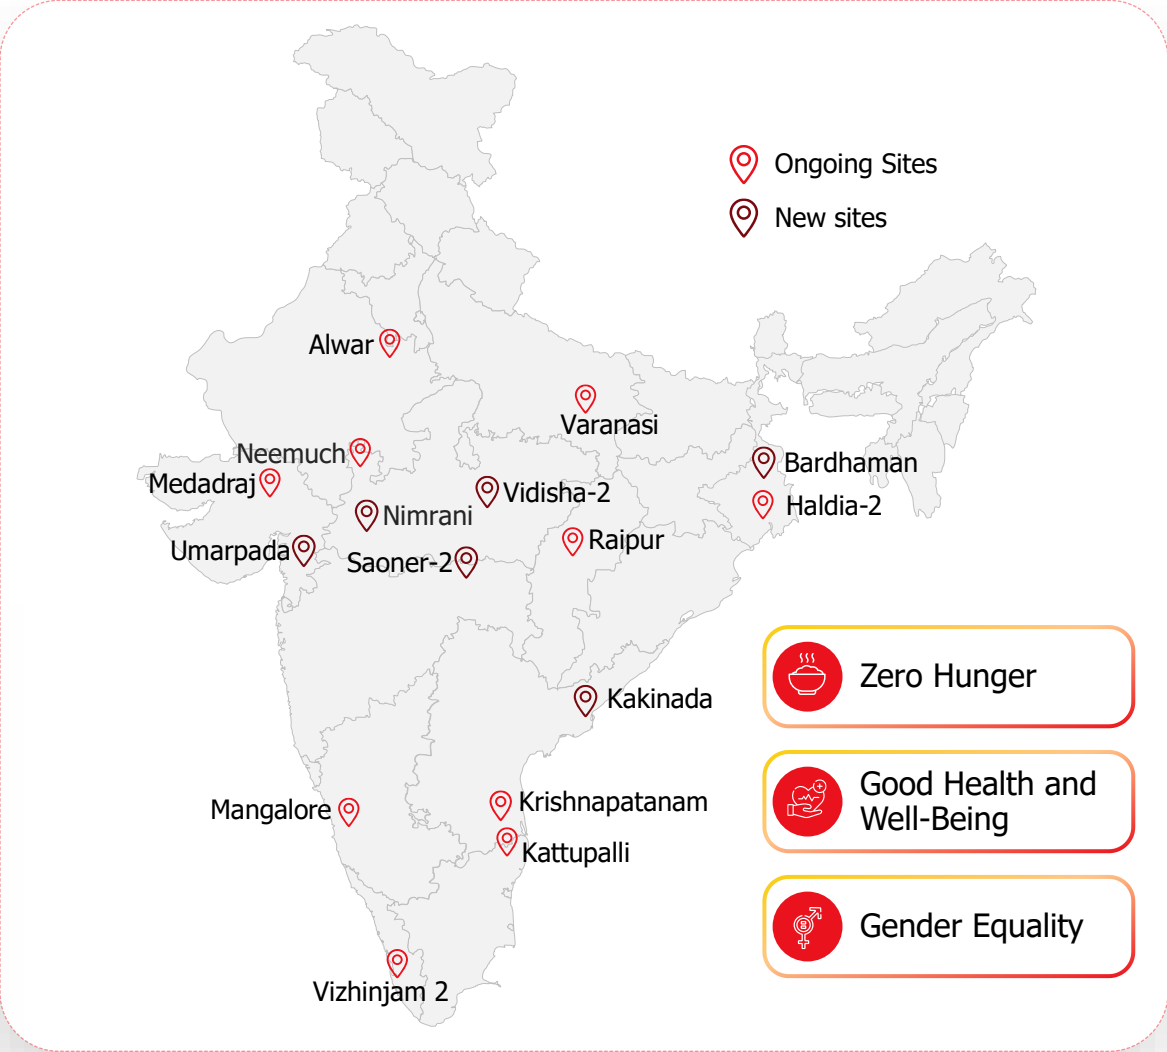 Ongoing Sites
New sites
Alwar
Varanasi
Neemuch
Medadraj
Bardhaman
Vidisha-2
Haldia-2
Nimrani
Raipur
Umarpada
Saoner-2
Zero Hunger
Kakinada
Good Health and
Well-Being
Mangalore
Krishnapatanam
Kattupalli
Gender Equality
Vizhinjam 2